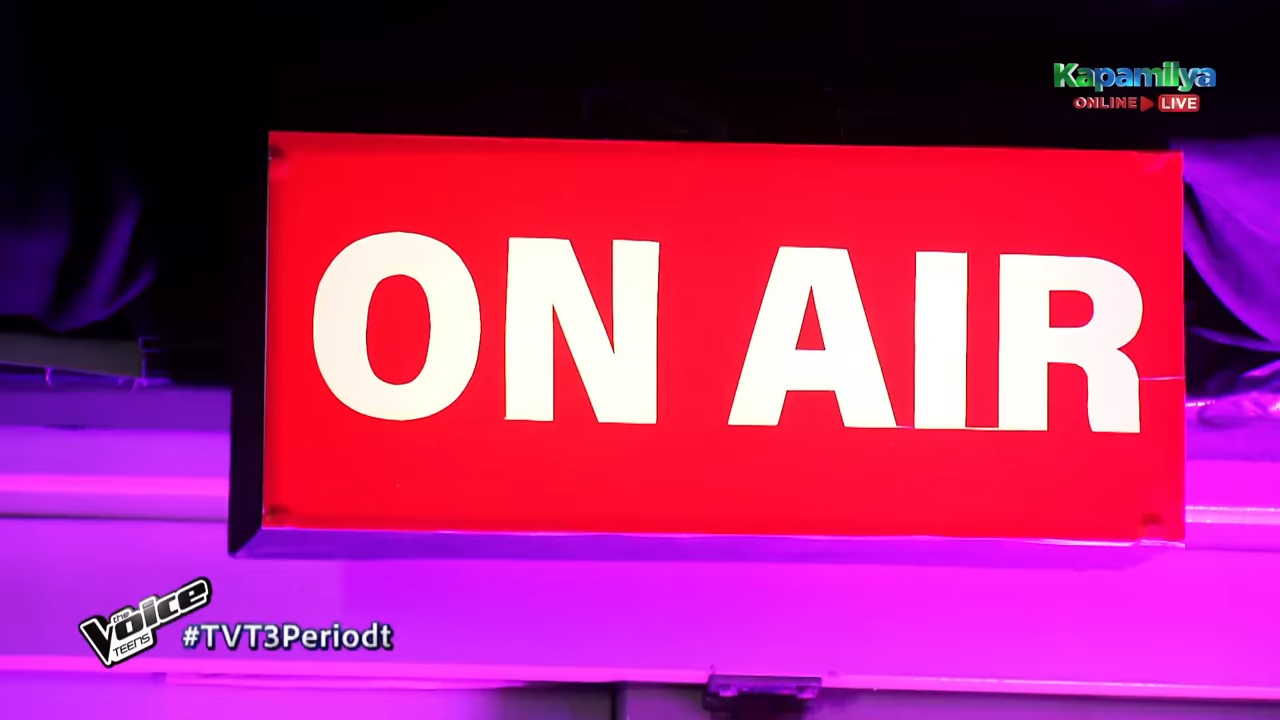 Kapamilya
ONLINE LIVE
ON AIR
the Voice TEENS
#TVT3Periodt